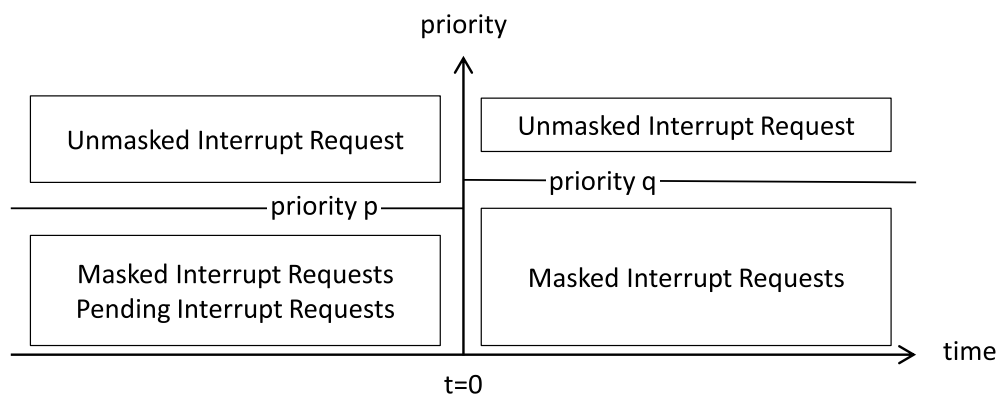 priority
Unmasked Interrupt Request
Unmasked Interrupt Request
priority q
priority p
Masked Interrupt Requests
Pending Interrupt Requests
Masked Interrupt Requests
time
t=0